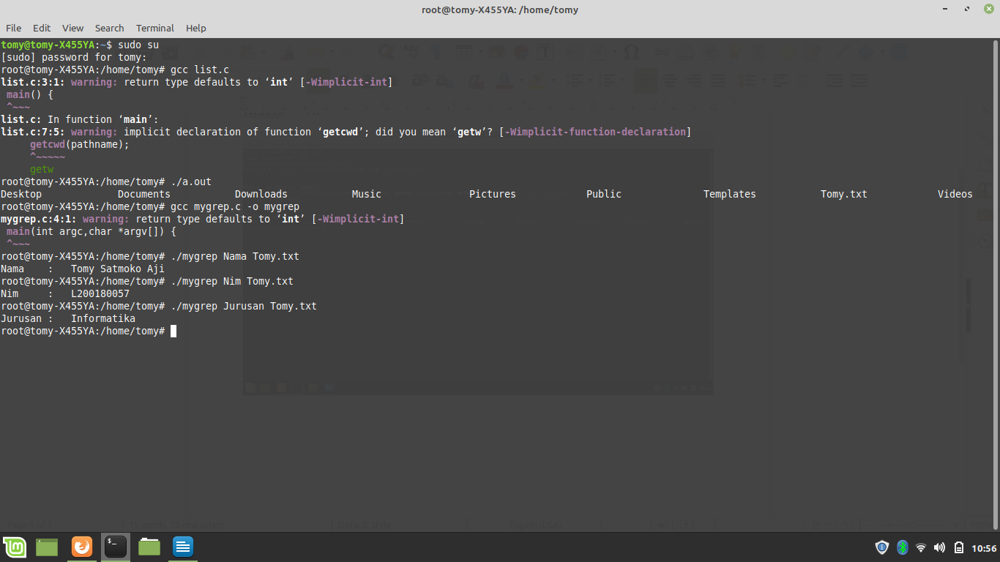 root@tomy-X455YA: /home/tomy
File Edit View Search Terminal Help
tomy@tomy-X455YA:~$ sudo su
[sudo] password for tomy:
root@tomy-X455YA:/home/tomy# gcc list.c
list.c:3:1: warning: return type defaults to ‘int’ [-Wimplicit-int]
 main() {
 ^~~~
list.c: In function ‘main’:
list.c:7:5: warning: implicit declaration of function ‘getcwd’; did you mean ‘getw’? [-Wimplicit-function-declaration]
     getcwd(pathname);
     ^~~~~~
     getw
root@tomy-X455YA:/home/tomy# ./a.out
Desktop             Documents           Downloads           Music               Pictures            Public              Templates           Tomy.txt            Videos
root@tomy-X455YA:/home/tomy# gcc mygrep.c -o mygrep
mygrep.c:4:1: warning: return type defaults to ‘int’ [-Wimplicit-int]
 main(int argc,char *argv[]) {
 ^~~~
root@tomy-X455YA:/home/tomy# ./mygrep Nama Tomy.txt
Nama    :   Tomy Satmoko Aji
root@tomy-X455YA:/home/tomy# ./mygrep Nim Tomy.txt
Nim     :   L200180057
root@tomy-X455YA:/home/tomy# ./mygrep Jurusan Tomy.txt
Jurusan :   Informatika
root@tomy-X455YA:/home/tomy#
10:56